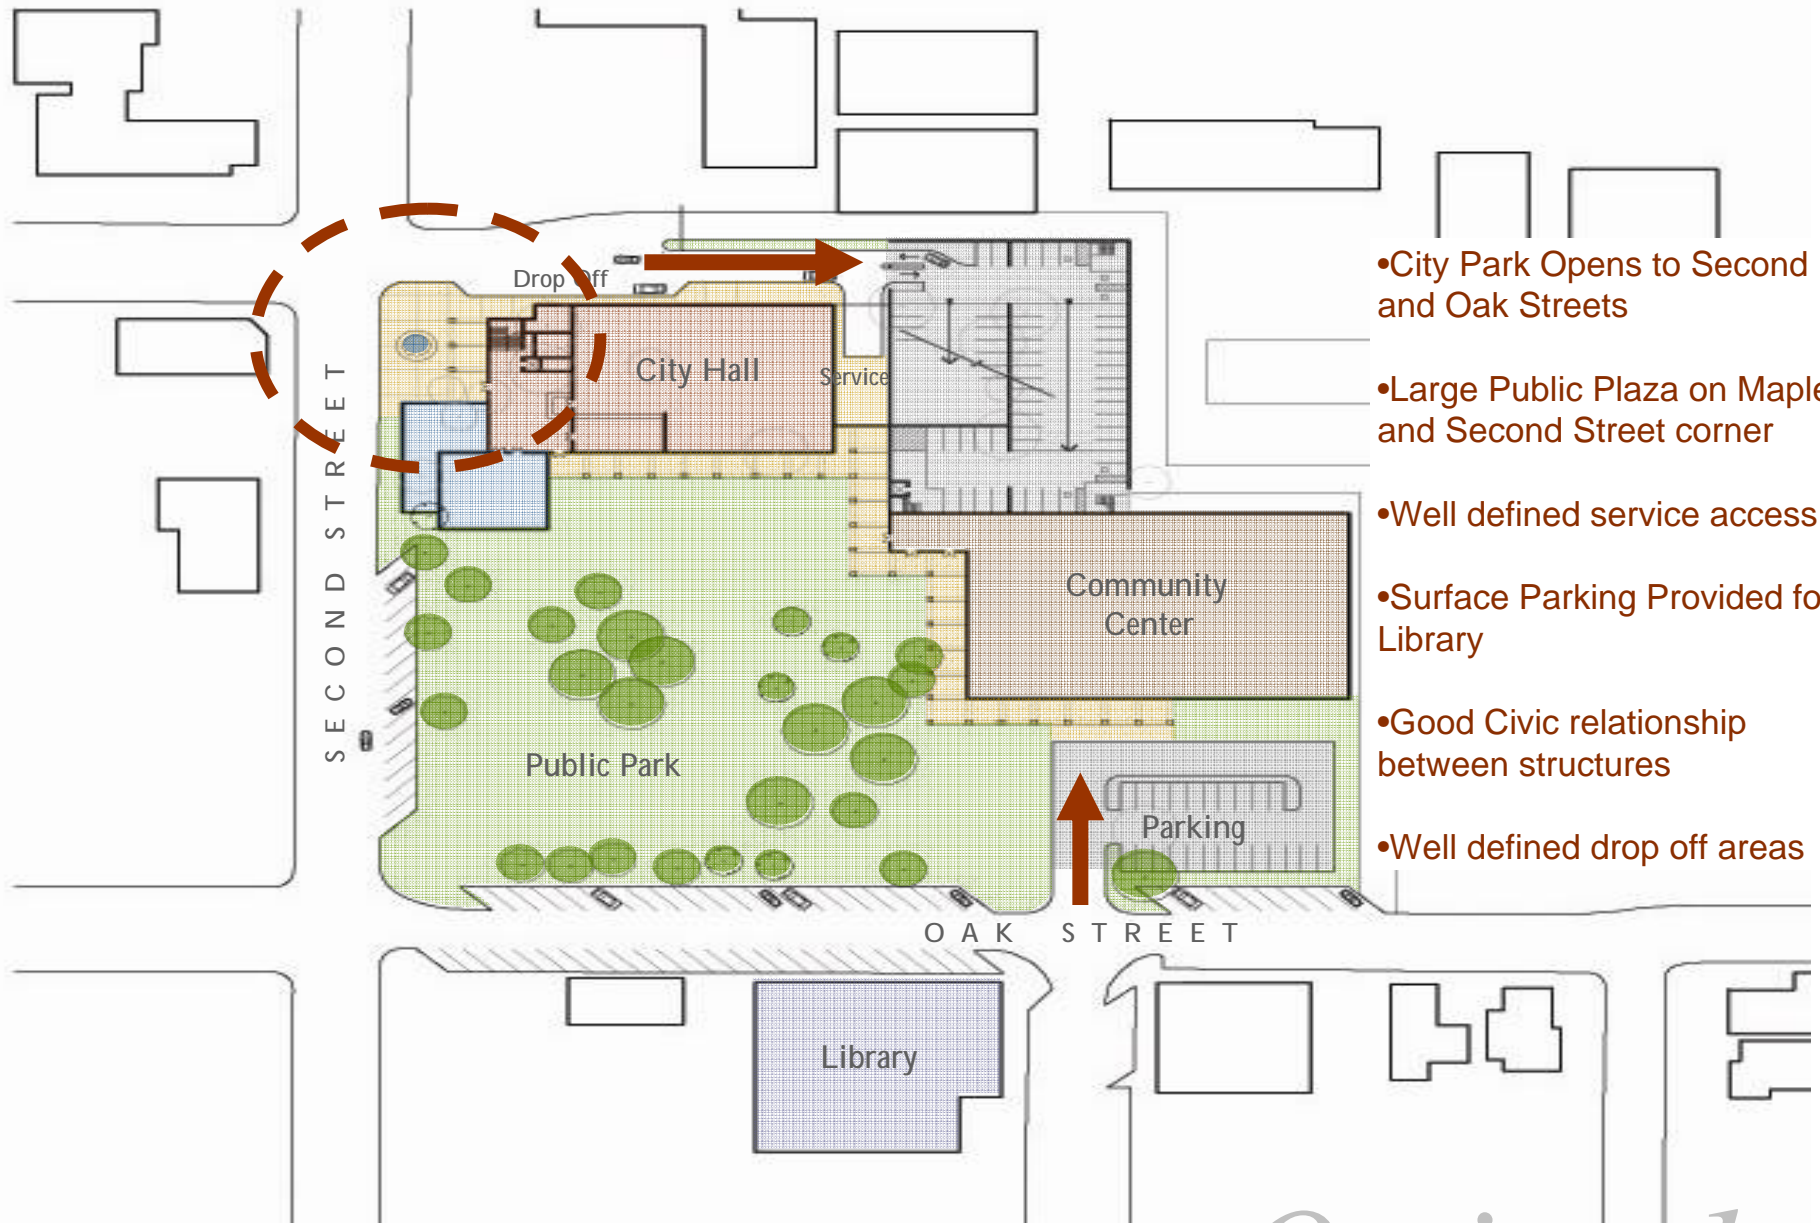 Drop Off
•City Park Opens to Second
and Oak Streets
City Hall
Service
•Large Public Plaza on Maple
and Second Street corner
SECOND STREET
•Well defined service access
Community
Center
•Surface Parking Provided fo
Library
•Good Civic relationship
between structures
Public Park
Parking
•Well defined drop off areas
OAK STREET
Library